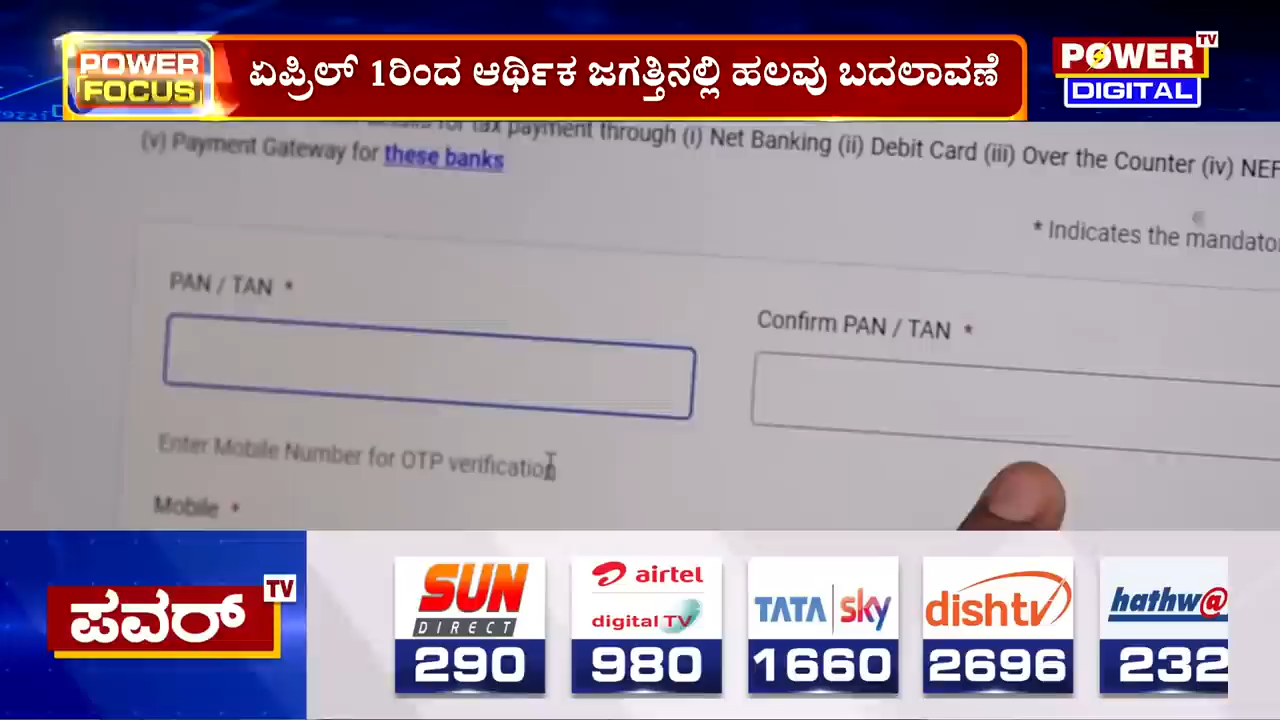 POWER
FOCUS
ಏಪ್ರಿಲ್ 1ರಿಂದ ಆರ್ಥಿಕ ಜಗತ್ತಿನಲ್ಲಿ ಹಲವು ಬದಲಾವಣೆ
POWER TV
DIGITAL
for tax payment through (i) Net Banking (ii) Debit Card (iii) Over the Counter (iv)
(v) Payment Gateway for these banks
* Indicates the
PAN / TAN *
Confirm PAN / TAN *
Enter Mobile Number for OTP verification
Mobile *
ಪವರ್ TV
SUN
DIRECT
290
airtel
digital TV
980
TATA sky
1660
dishtv
2696
hathw@
232